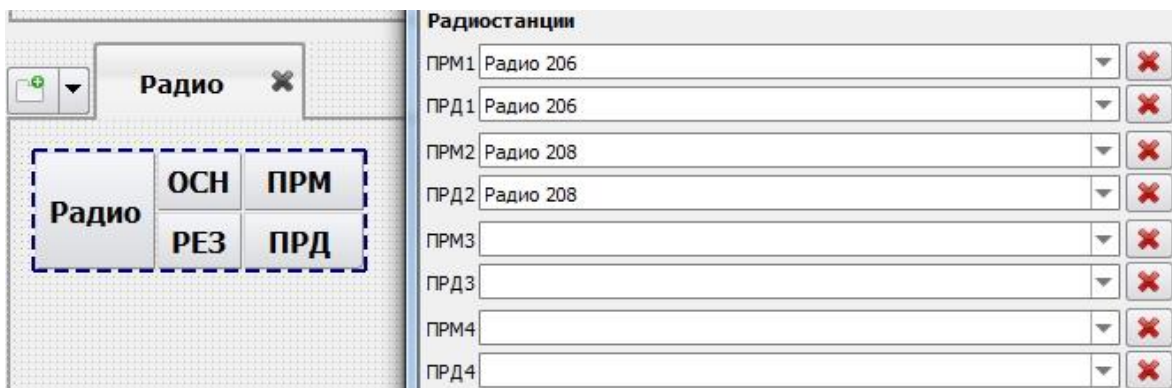 Радио
Радио
ОСН
ПРМ
РЕЗ
ПРД
Радиостанции
ПРМ1 Радио 206
ПРД1 Радио 206
ПРМ2 Радио 208
ПРД2 Радио 208
ПРМ3
ПРД3
ПРМ4
ПРД4